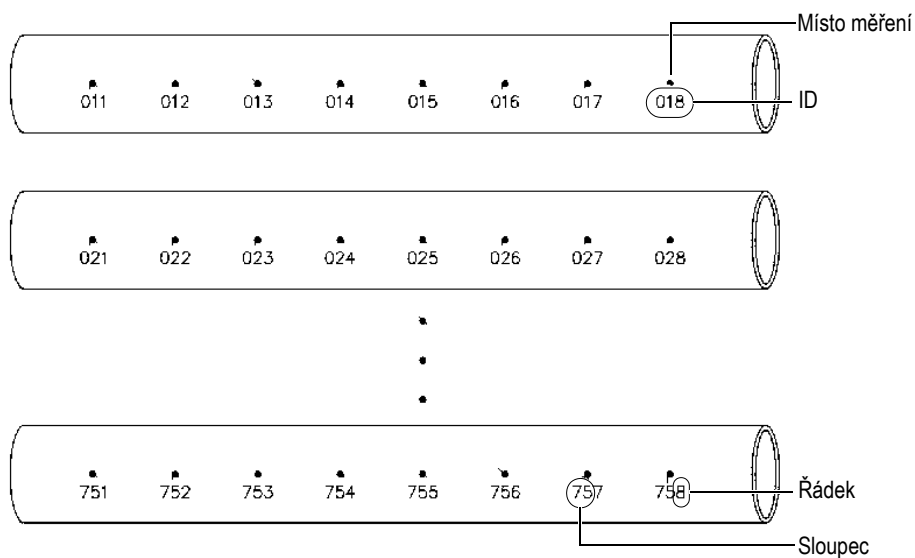 Místo měření
011 012 013 014 015 016 017 018
ID
021 022 023 024 025 026 027 028
751 752 753 754 755 756 757 758
Řádek
Sloupec